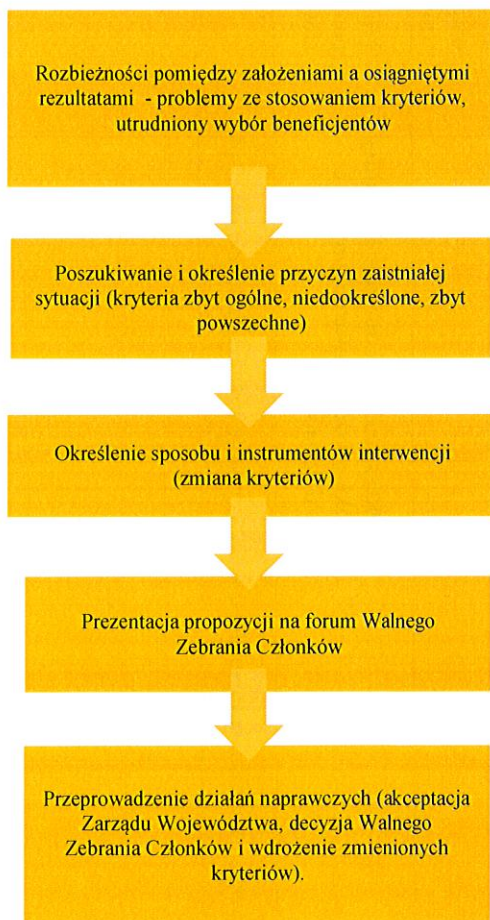 Rozbieżności pomiędzy założeniami a osiągniętymi
rezultatami - problemy ze stosowaniem kryteriów,
utrudniony wybór beneficjentów
Poszukiwanie i określenie przyczyn zaistniałej
sytuacji (kryteria zbyt ogólne, niedookreślone, zbyt
powszechne)
Określenie sposobu i instrumentów interwencji
(zmiana kryteriów)
Prezentacja propozycji na forum Walnego
Zebrania Członków
Przeprowadzenie działań naprawczych (akceptacja
Zarządu Województwa, decyzja Walnego
Zebrania Członków i wdrożenie zmienionych
kryteriów).